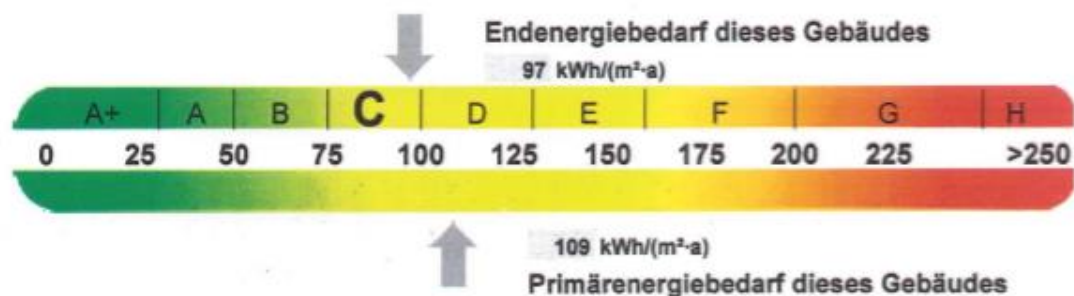 Endenergiebedarf dieses Gebäudes
97 kWh/(m²·a)
A+ A B C D E F G H
0 25 50 75 100 125 150 175 200 225 >250
109 kWh/(m²·a)
Primärenergiebedarf dieses Gebäudes